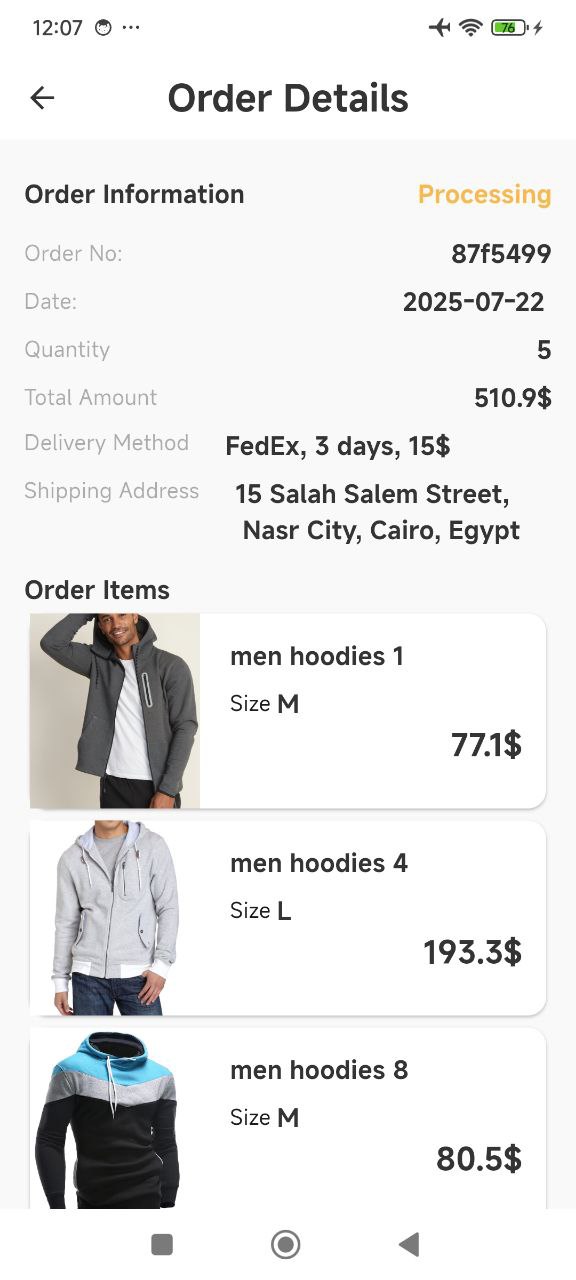 12:07 ...
76
Order Details
Order Information Processing
Order No: 87f5499
Date: 2025-07-22
Quantity 5
Total Amount 510.9$
Delivery Method FedEx, 3 days, 15$
Shipping Address 15 Salah Salem Street,
Nasr City, Cairo, Egypt
Order Items
men hoodies 1
Size M
77.1$
men hoodies 4
Size L
193.3$
men hoodies 8
Size M
80.5$